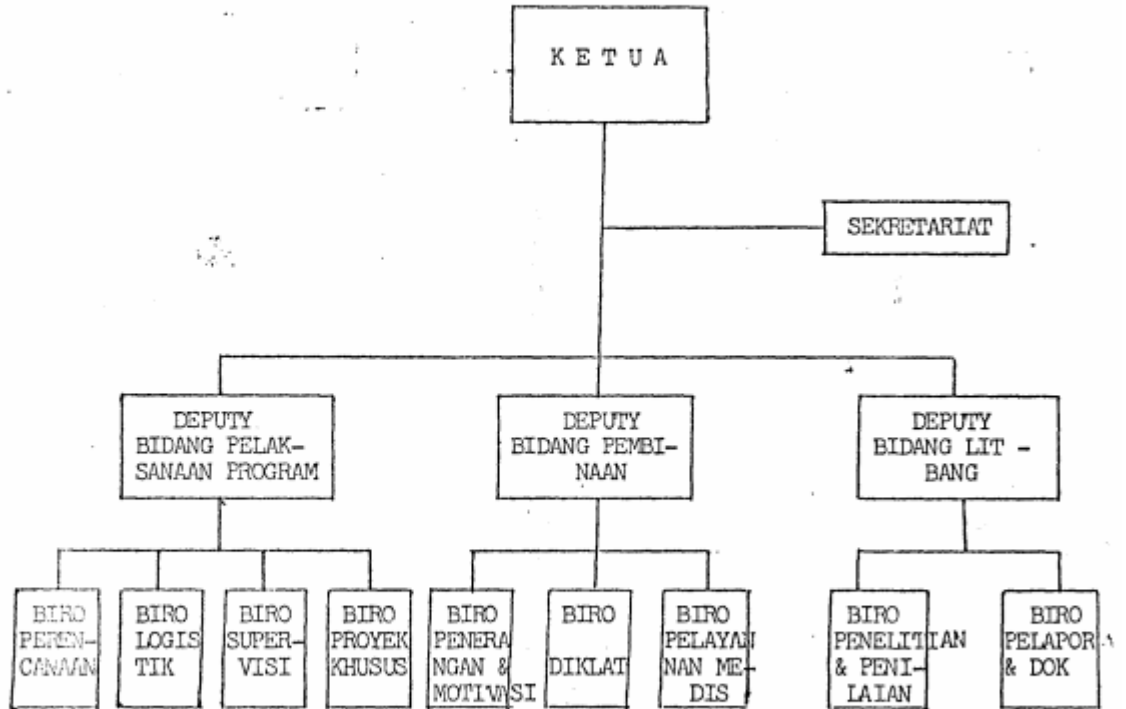 K E T U A
SEKRETARIAT
DEPUTY
BIDANG PELAK-
SANAAN PROGRAM
DEPUTY
BIDANG PEMBI-
NAAN
DEPUTY
BIDANG LIT -
BANG
BIRO
PEREN-
CANAAN
BIRO
LOGIS
TIK
BIRO
SUPER-
VISI
BIRO
PROYEK
KHUSUS
BIRO
PENERA
NGAN &
MOTIVASI
BIRO
DIKLAT
BIRO
PELAYAN
NAN ME-
DIS
BIRO
PENELITIAN
& PENI-
LAIAN
BIRO
PELAPOR
& DOK